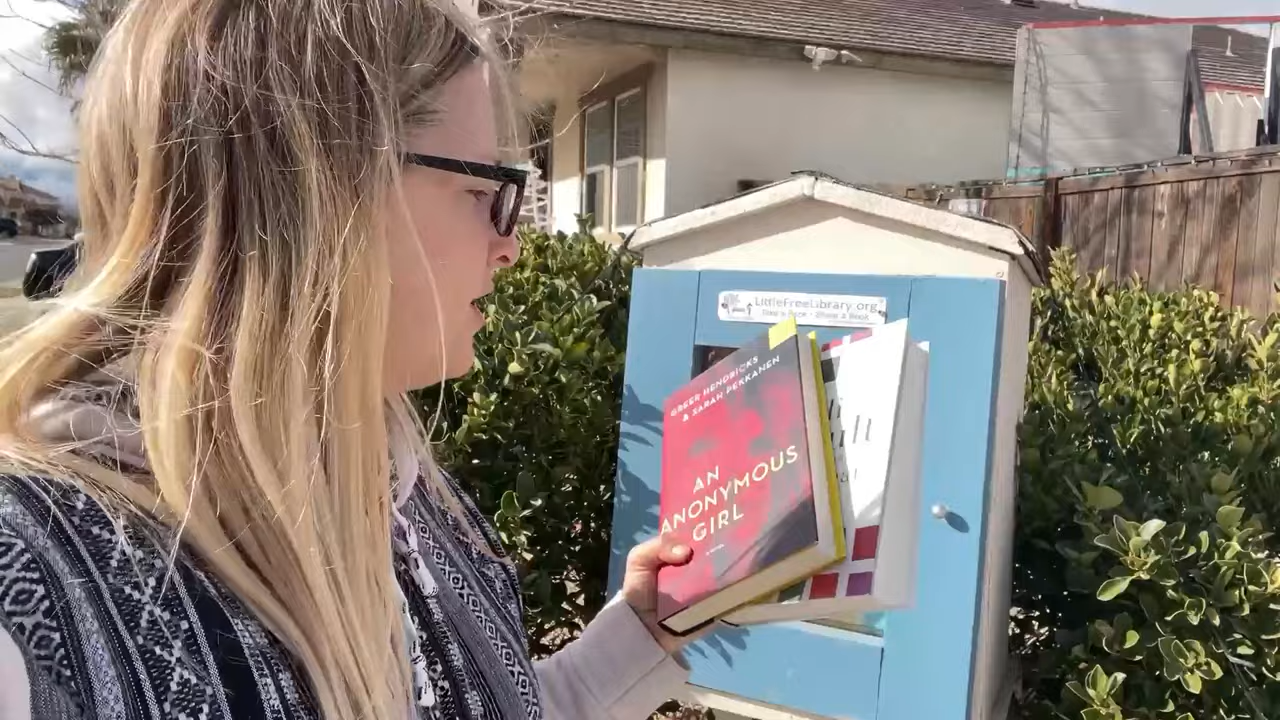 LittleFreeLibrary.org
Take a Book • Share a Book
GREER HENDRICKS
& SARAH PEKKANEN
AN
ANONYMOUS
GIRL